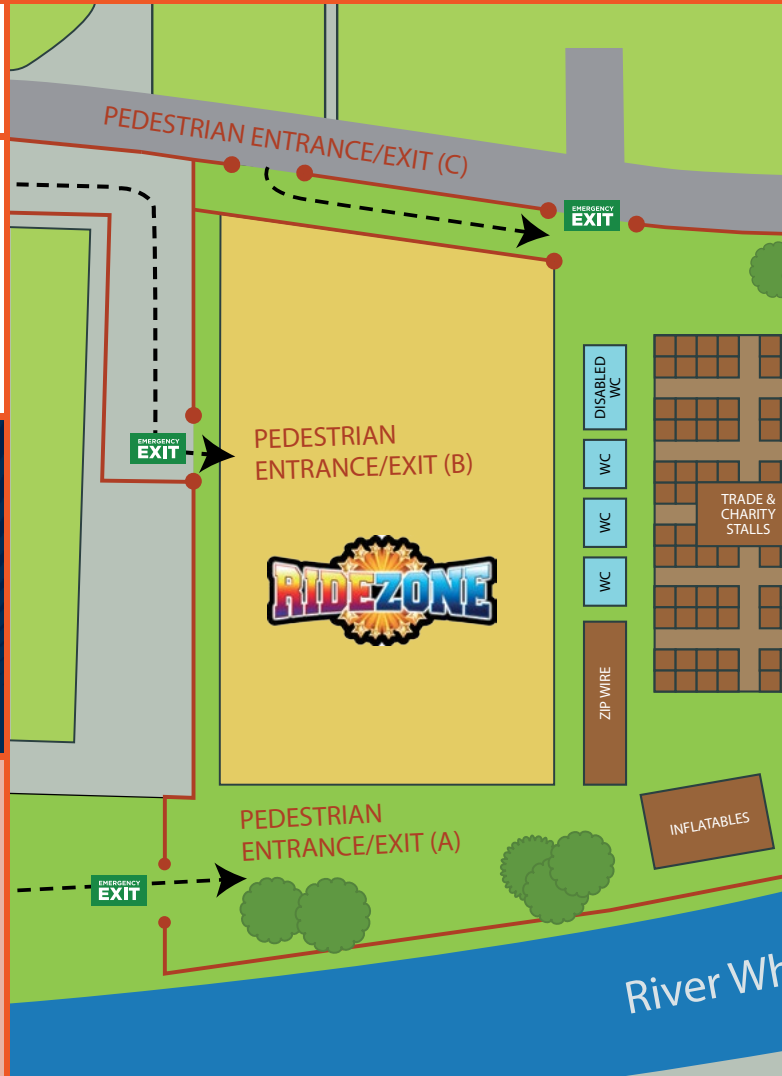 PEDESTRIAN ENTRANCE/EXIT (C)
EMERGENCY
EXIT
DISABLED
WC
PEDESTRIAN
ENTRANCE/EXIT (B)
EMERGENCY
EXIT
WC
WC
WC
TRADE &
CHARITY
STALLS
RIDEZONE
ZIP WIRE
PEDESTRIAN
ENTRANCE/EXIT (A)
INFLATABLES
EMERGENCY
EXIT
River Wh